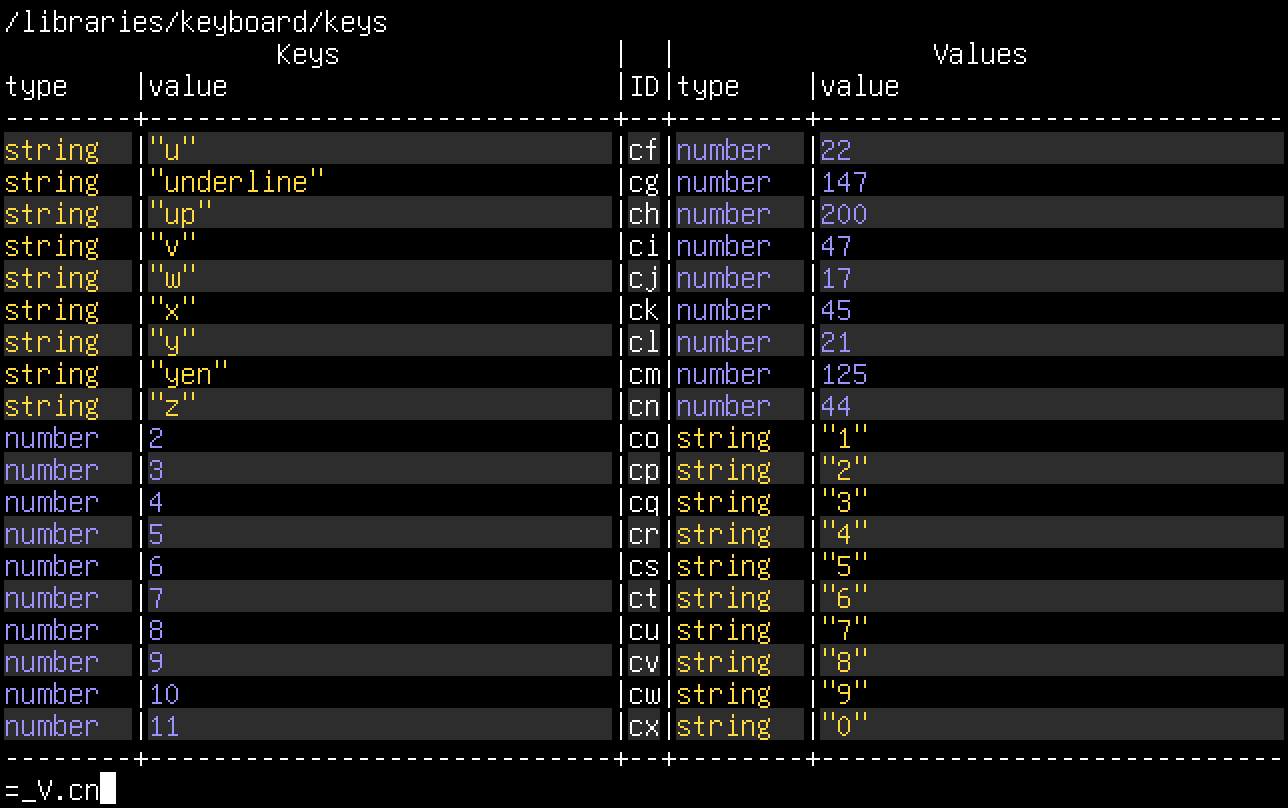 /libraries/keyboard/keys
                                  Keys                                    |  |                                 Values
type    |value                                                       |ID|type    |value
--------+-----------------------------+--+--------+-----------------------------
string  |"u"                          |cf|number  |22
string  |"underline"                  |cg|number  |147
string  |"up"                         |ch|number  |200
string  |"v"                          |ci|number  |47
string  |"w"                          |cj|number  |17
string  |"x"                          |ck|number  |45
string  |"y"                          |cl|number  |21
string  |"yen"                        |cm|number  |125
string  |"z"                          |cn|number  |44
number  |2                            |co|string  |"1"
number  |3                            |cp|string  |"2"
number  |4                            |cq|string  |"3"
number  |5                            |cr|string  |"4"
number  |6                            |cs|string  |"5"
number  |7                            |ct|string  |"6"
number  |8                            |cu|string  |"7"
number  |9                            |cv|string  |"8"
number  |10                           |cw|string  |"9"
number  |11                           |cx|string  |"0"
--------+-----------------------------+--+--------+-----------------------------
=_V.cn